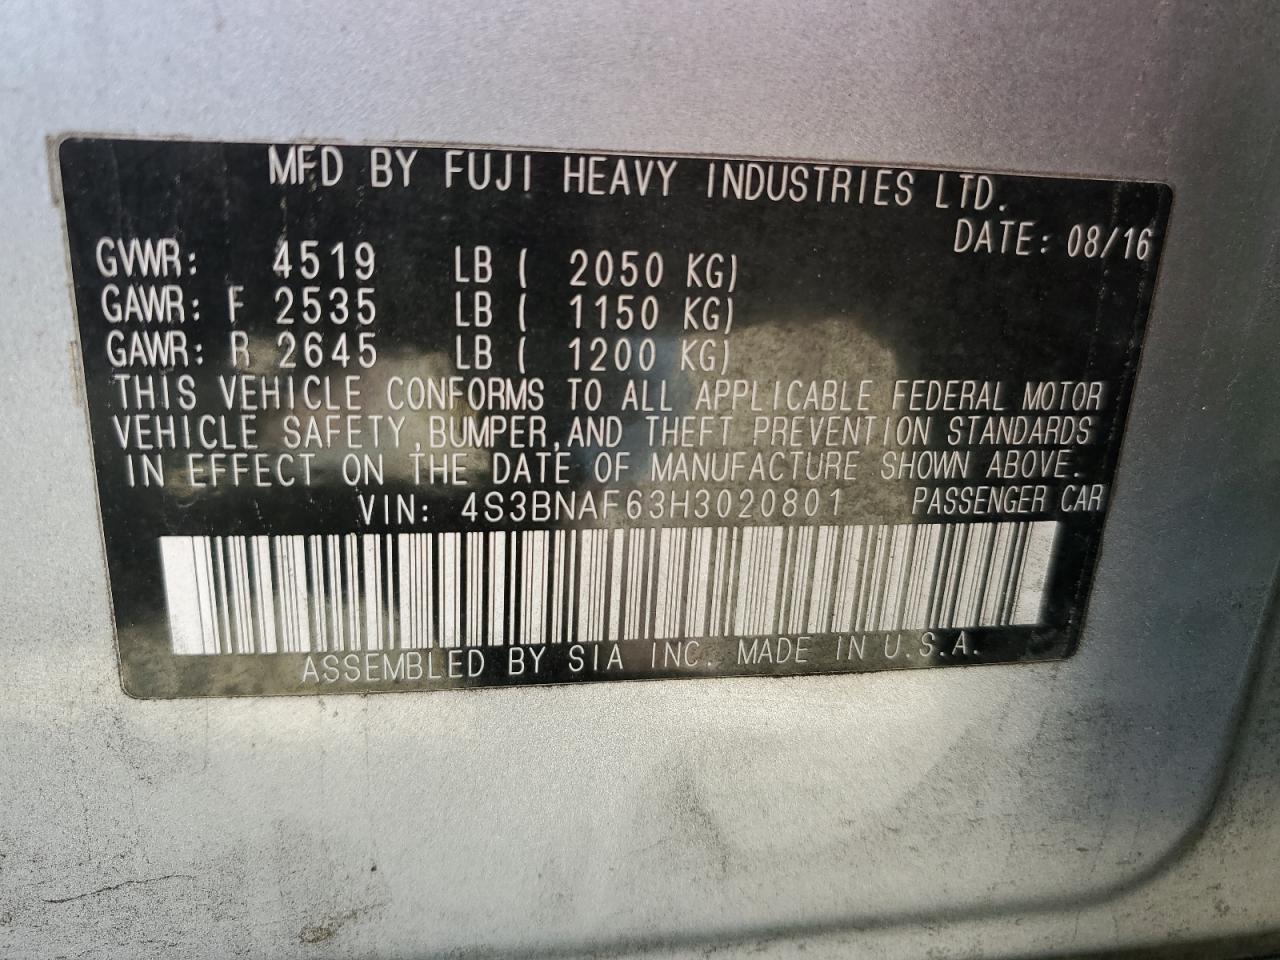 MFD BY FUJI HEAVY INDUSTRIES LTD.
DATE: 08/16
GVWR: 4519 LB ( 2050 KG)
GAWR: F 2535 LB ( 1150 KG)
GAWR: R 2645 LB ( 1200 KG)
THIS VEHICLE CONFORMS TO ALL APPLICABLE FEDERAL MOTOR
VEHICLE SAFETY,BUMPER,AND THEFT PREVENTION STANDARDS
IN EFFECT ON THE DATE OF MANUFACTURE SHOWN ABOVE.
VIN: 4S3BNAF63H3020801 PASSENGER CAR
ASSEMBLED BY SIA INC. MADE IN U.S.A.